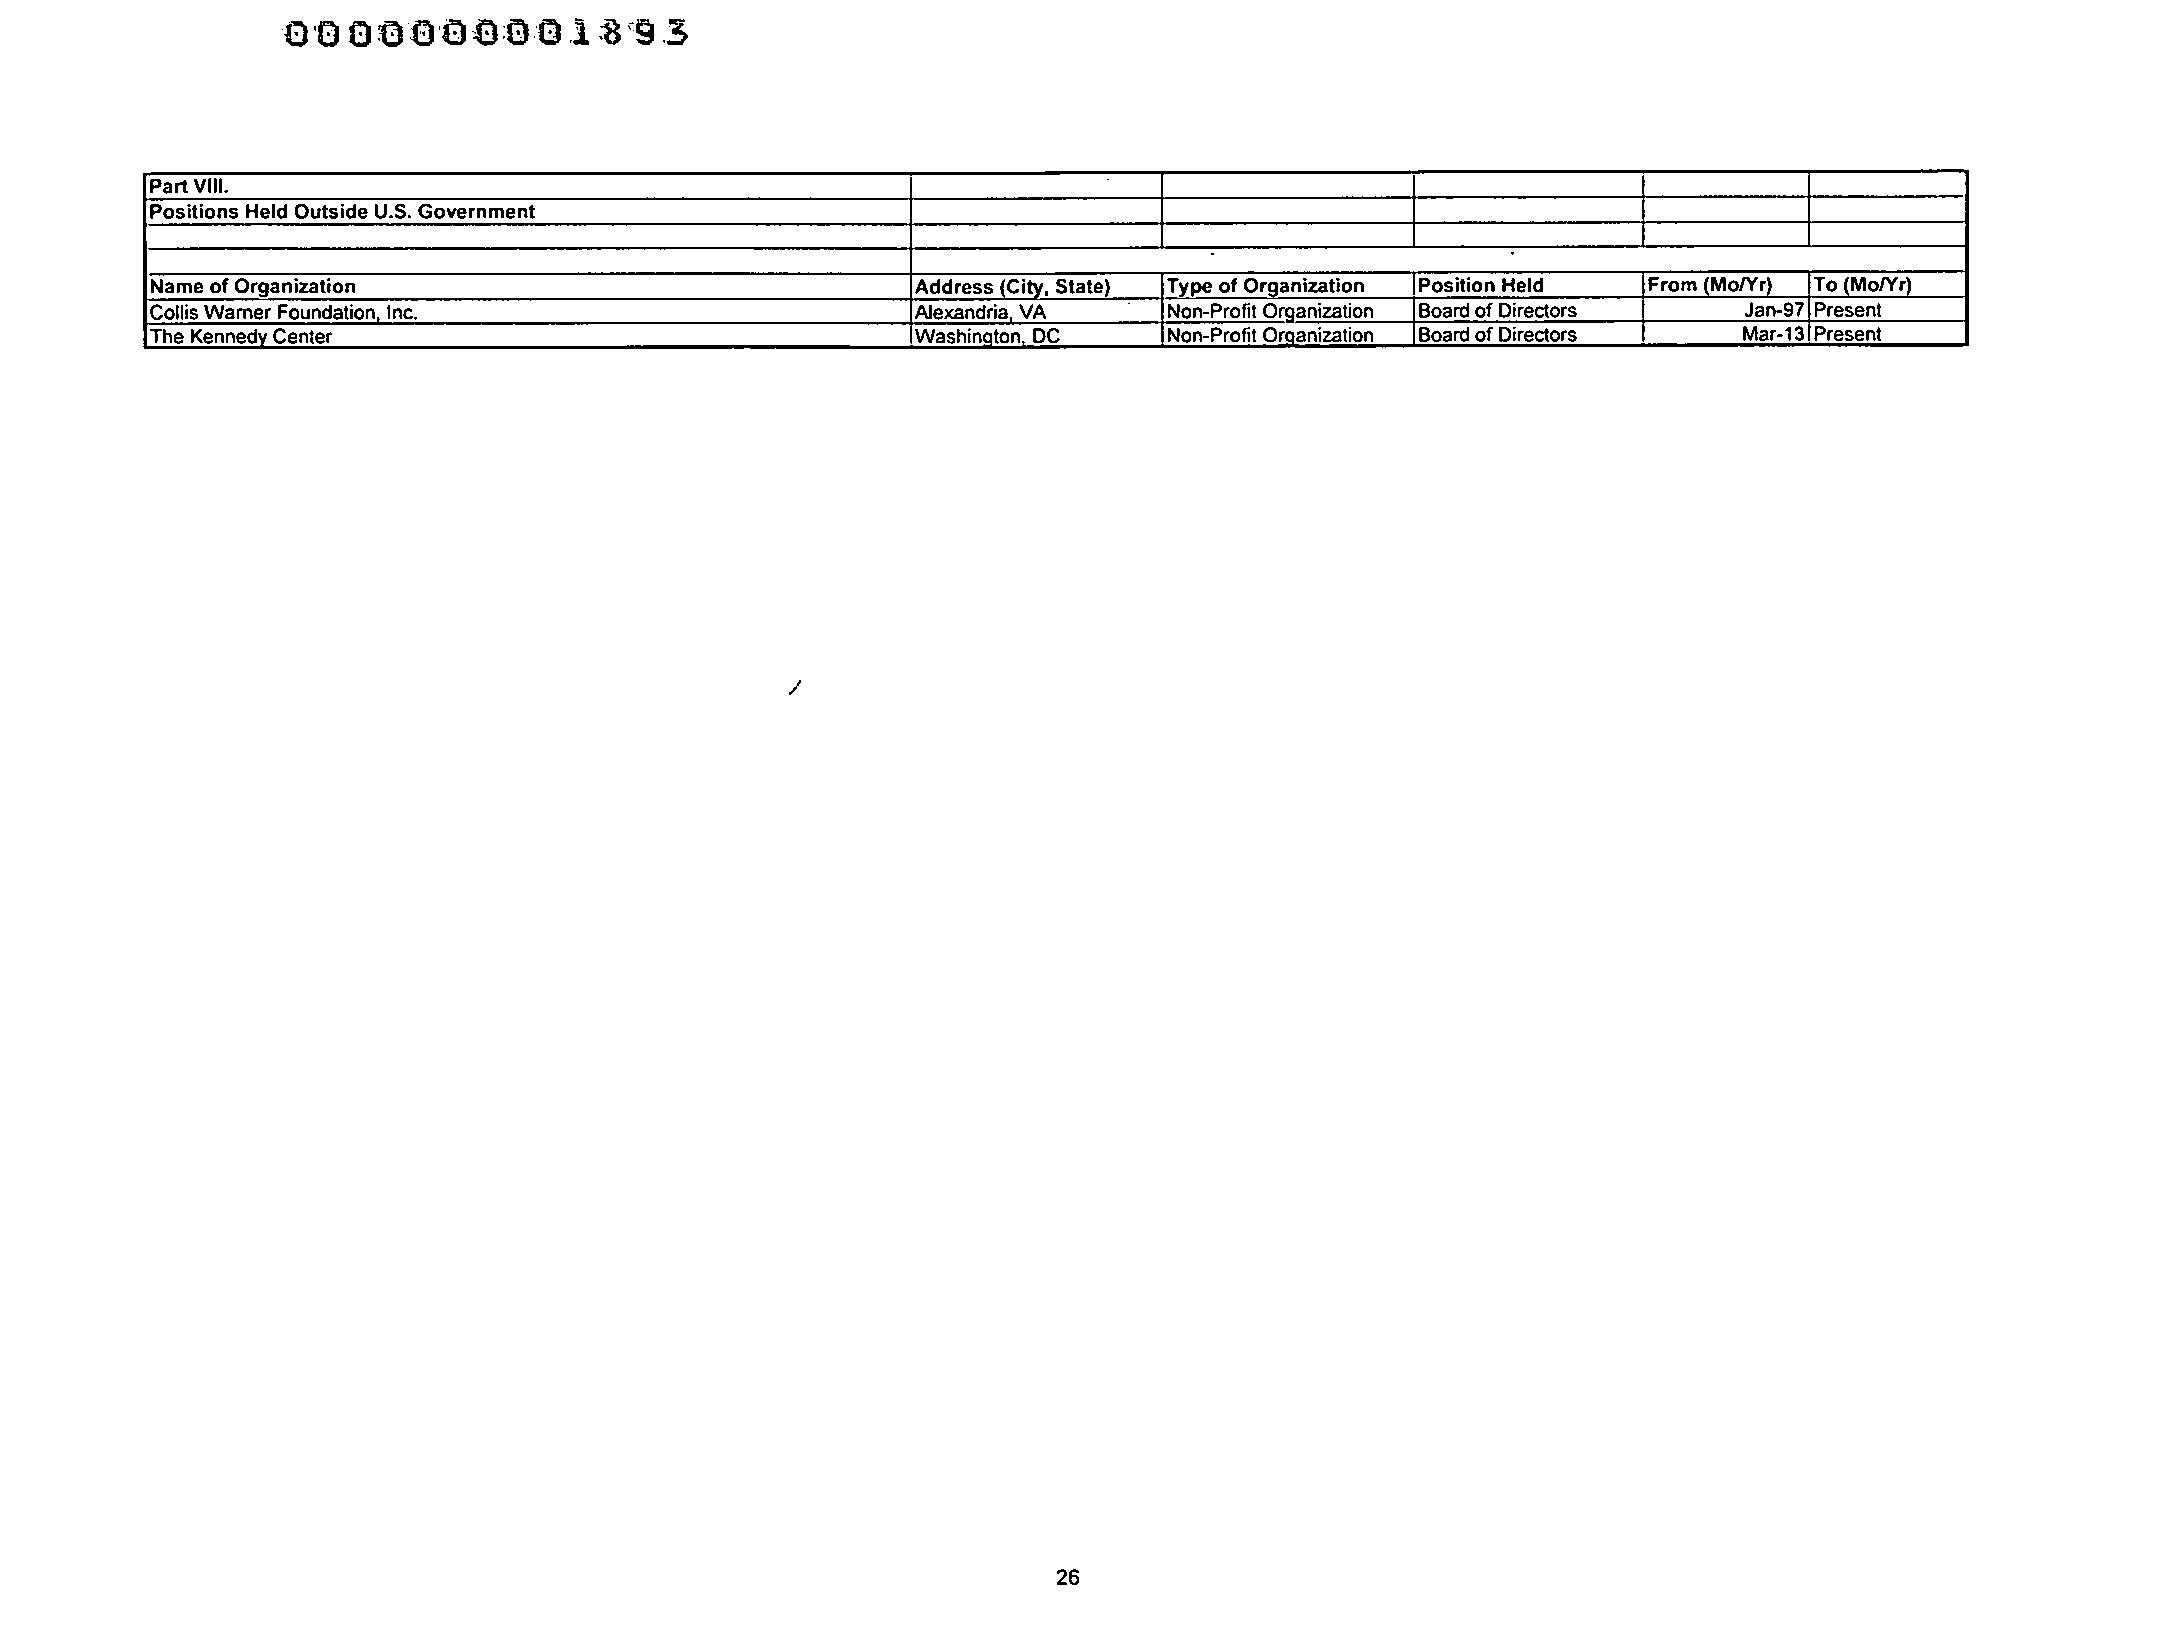 0000000001893
Part VIII.
Positions Held Outside U.S. Government
Name of Organization Address (City, State) Type of Organization Position Held From (Mo/Yr) To (Mo/Yr)
Collis Warner Foundation, Inc. Alexandria, VA Non-Profit Organization Board of Directors Jan-97 Present
The Kennedy Center Washington, DC Non-Profit Organization Board of Directors Mar-13 Present
26